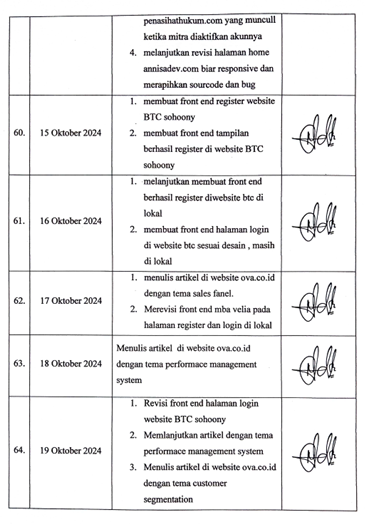 penasihathukum.com yang muncull
ketika mitra diaktifkan akunnya
4. melanjutkan revisi halaman home
annisadev.com biar responsive dan
merapihkan sourcode dan bug
60. 15 Oktober 2024
1. membuat front end register website
BTC sohoony
2. membuat front end tampilan
berhasil register di website BTC
sohoony
61. 16 Oktober 2024
1. melanjutkan membuat front end
berhasil register diwebsite btc di
lokal
2. membuat front end halaman login
di website btc sesuai desain , masih
di lokal
62. 17 Oktober 2024
1. menulis artikel di website ova.co.id
dengan tema sales fanel.
2. Merevisi front end mba velia pada
halaman register dan login di lokal
63. 18 Oktober 2024
Menulis artikel di website ova.co.id
dengan tema performace management
system
64. 19 Oktober 2024
1. Revisi front end halaman login
website BTC sohoony
2. Memlanjutkan artikel dengan tema
performace management system
3. Menulis artikel di website ova.co.id
dengan tema customer
segmentation